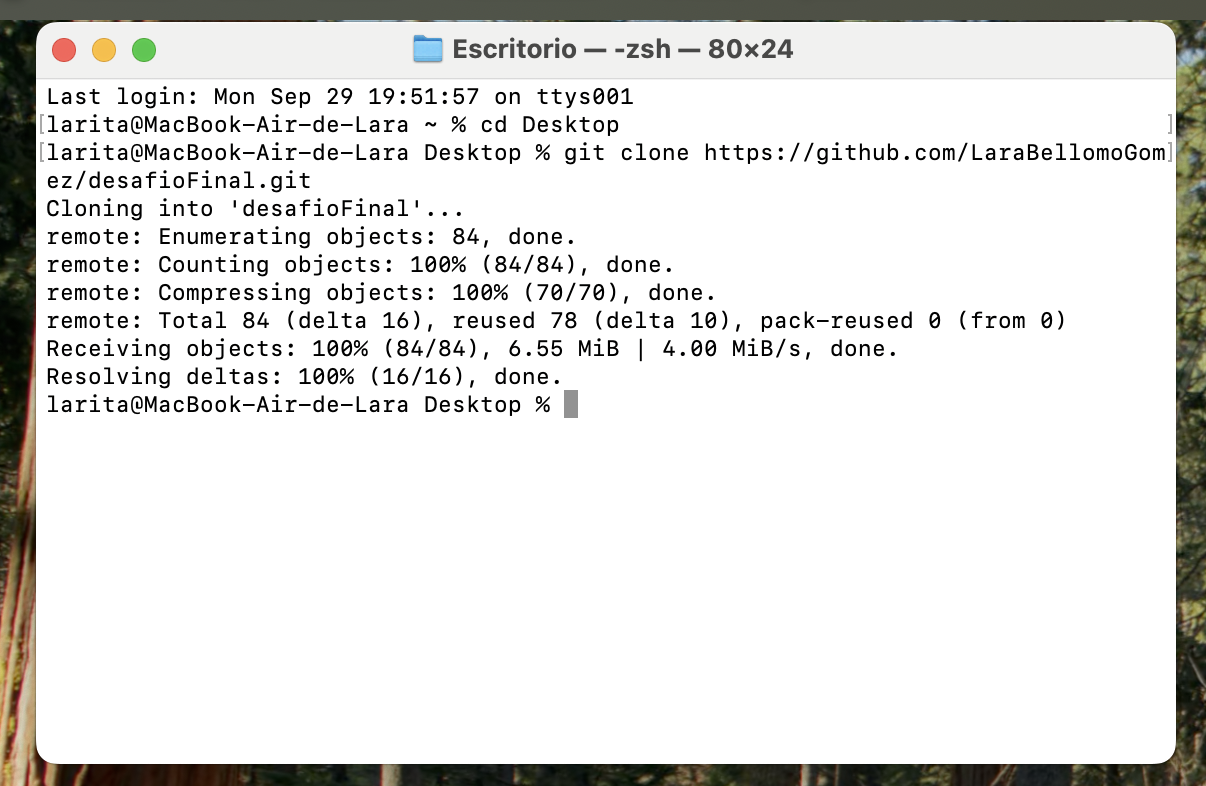 Escritorio — -zsh — 80×24
Last login: Mon Sep 29 19:51:57 on ttys001
[larita@MacBook-Air-de-Lara ~ % cd Desktop ]
[larita@MacBook-Air-de-Lara Desktop % git clone https://github.com/LaraBellomoGom]
ez/desafioFinal.git
Cloning into 'desafioFinal'...
remote: Enumerating objects: 84, done.
remote: Counting objects: 100% (84/84), done.
remote: Compressing objects: 100% (70/70), done.
remote: Total 84 (delta 16), reused 78 (delta 10), pack-reused 0 (from 0)
Receiving objects: 100% (84/84), 6.55 MiB | 4.00 MiB/s, done.
Resolving deltas: 100% (16/16), done.
larita@MacBook-Air-de-Lara Desktop %